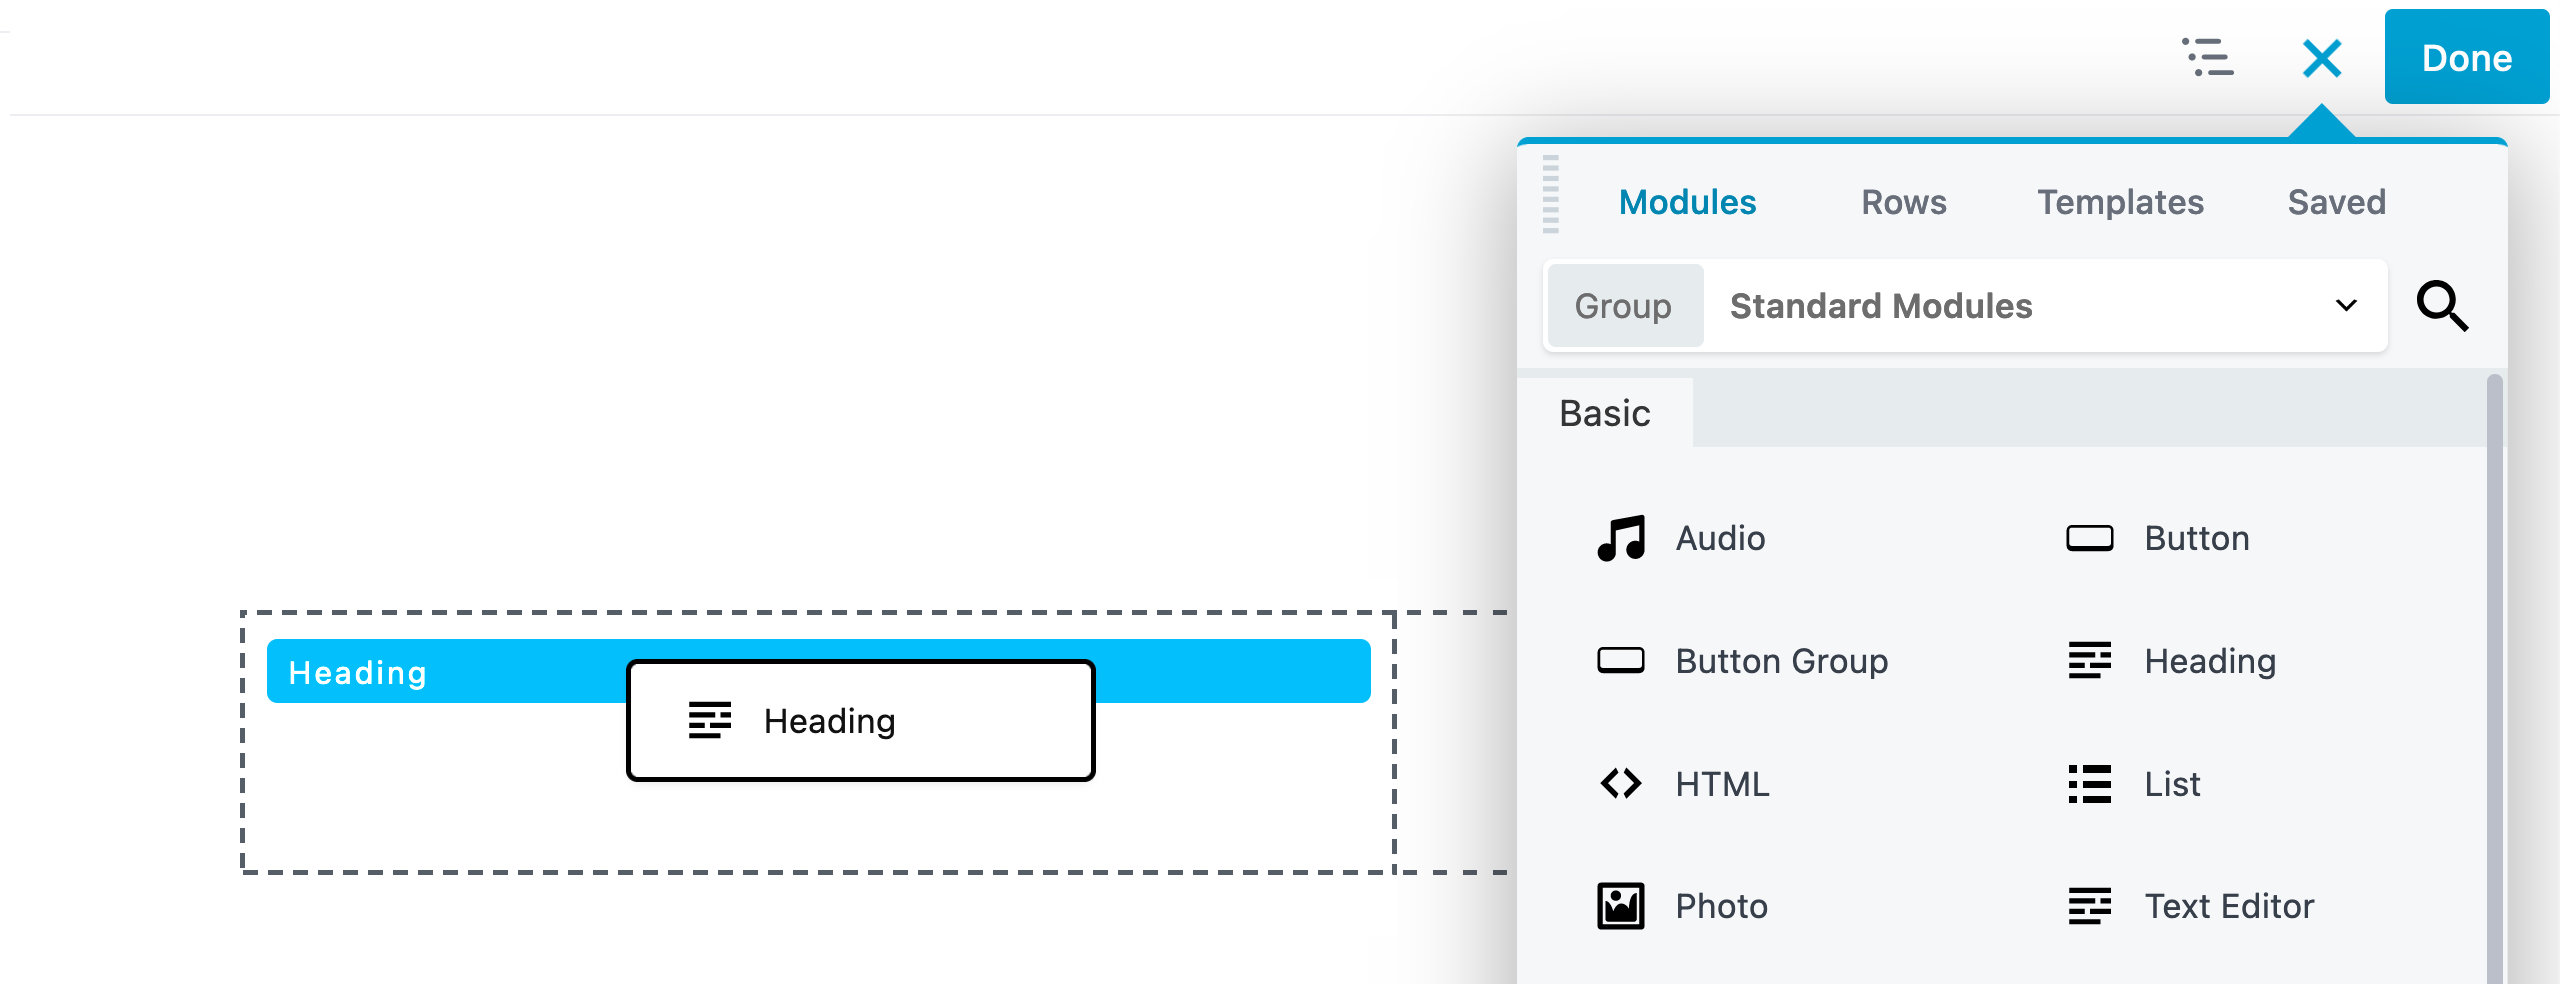 Done
Modules Rows Templates Saved
Group Standard Modules
Basic
Audio Button
Button Group Heading
HTML List
Photo Text Editor
Heading
Heading